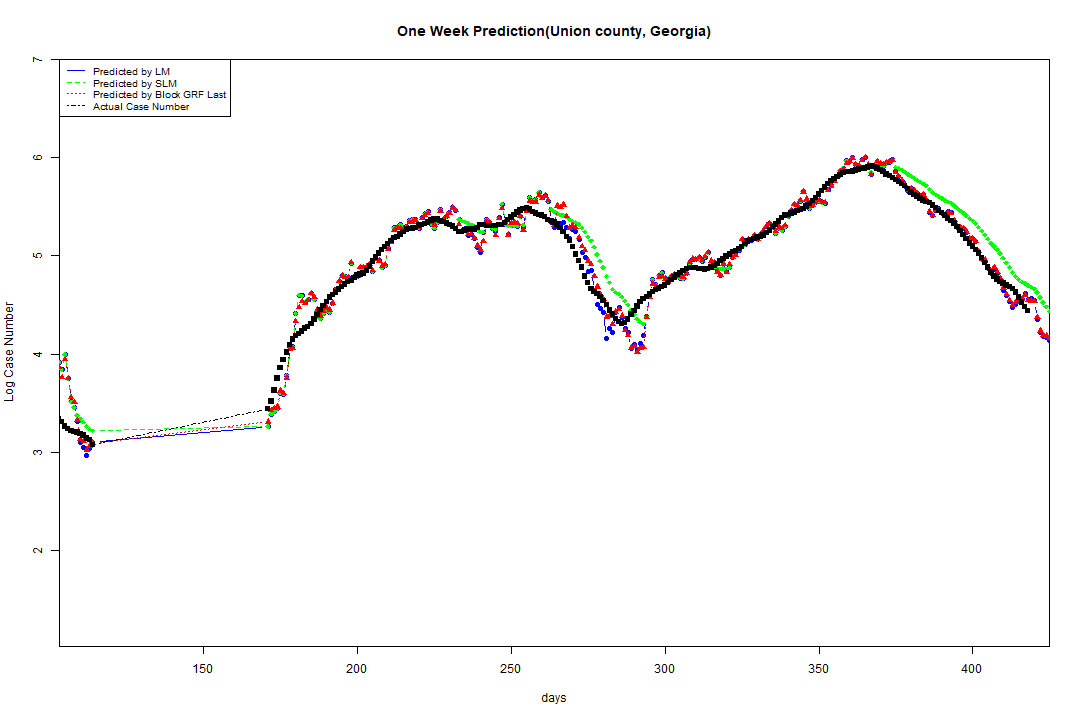 One Week Prediction(Union county, Georgia)
Predicted by LM
Predicted by SLM
Predicted by Block GRF Last
Actual Case Number
7
6
5
4
3
2
Log Case Number
150 200 250 300 350 400
days